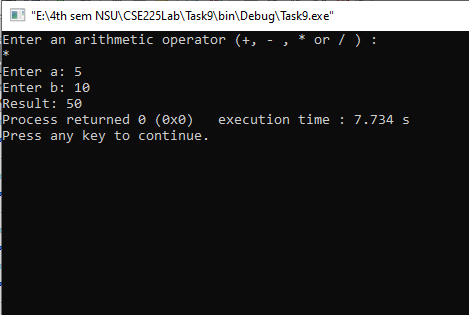 "E:\4th sem NSU\CSE225Lab\Task9\bin\Debug\Task9.exe"
Enter an arithmetic operator (+, - , * or / ) :
*
Enter a: 5
Enter b: 10
Result: 50
Process returned 0 (0x0)   execution time : 7.734 s
Press any key to continue.